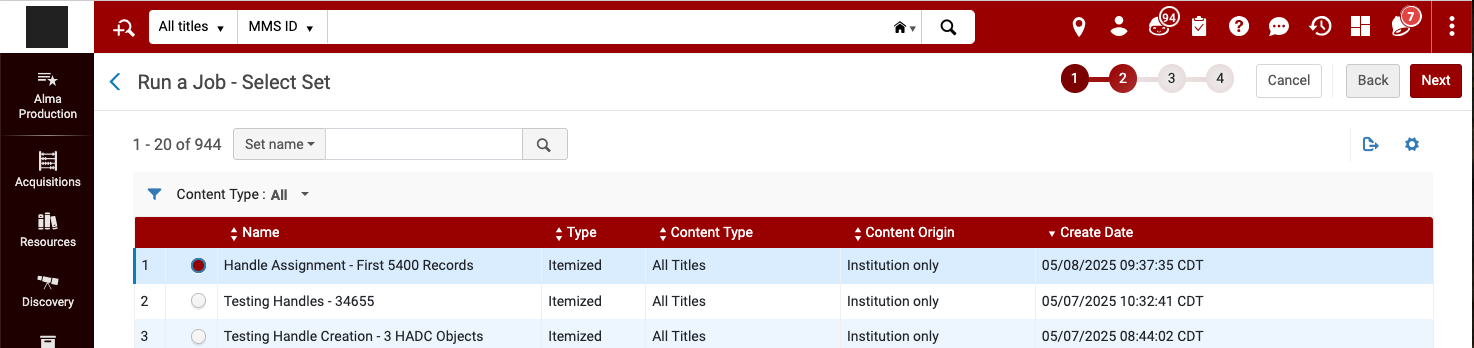 All titles MMS ID 94 7
Alma
Production
Run a Job - Select Set 1 2 3 4 Cancel Back Next
1 - 20 of 944 Set name
Acquisitions
Content Type : All
Resources
Name Type Content Type Content Origin Create Date
1 Handle Assignment - First 5400 Records Itemized All Titles Institution only 05/08/2025 09:37:35 CDT
Discovery
2 Testing Handles - 34655 Itemized All Titles Institution only 05/07/2025 10:32:41 CDT
3 Testing Handle Creation - 3 HADC Objects Itemized All Titles Institution only 05/07/2025 08:44:02 CDT